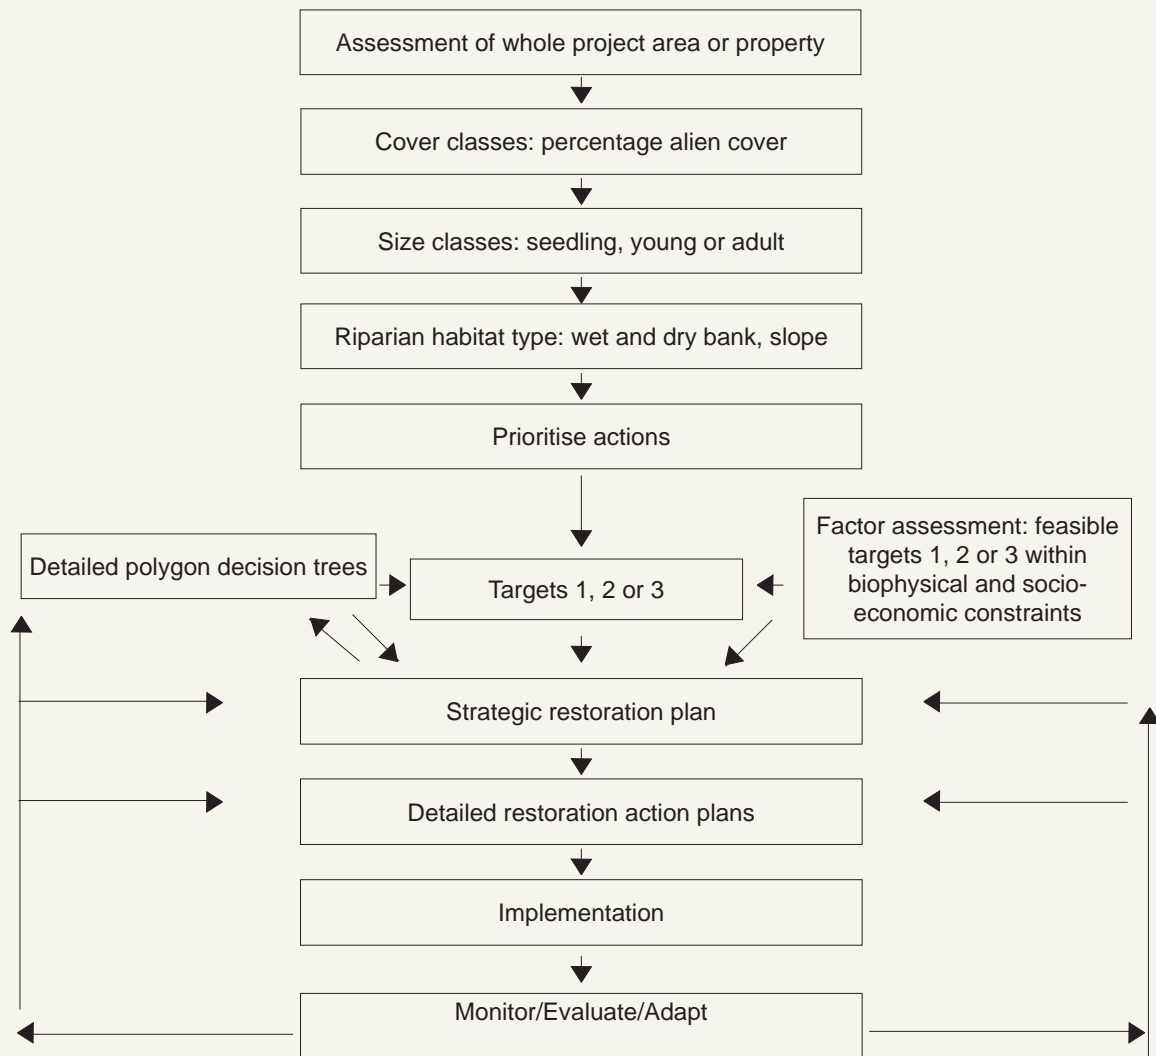 Assessment of whole project area or property
Cover classes: percentage alien cover
Size classes: seedling, young or adult
Riparian habitat type: wet and dry bank, slope
Prioritise actions
Detailed polygon decision trees
Targets 1, 2 or 3
Factor assessment: feasible
targets 1, 2 or 3 within
biophysical and socio-
economic constraints
Strategic restoration plan
Detailed restoration action plans
Implementation
Monitor/Evaluate/Adapt